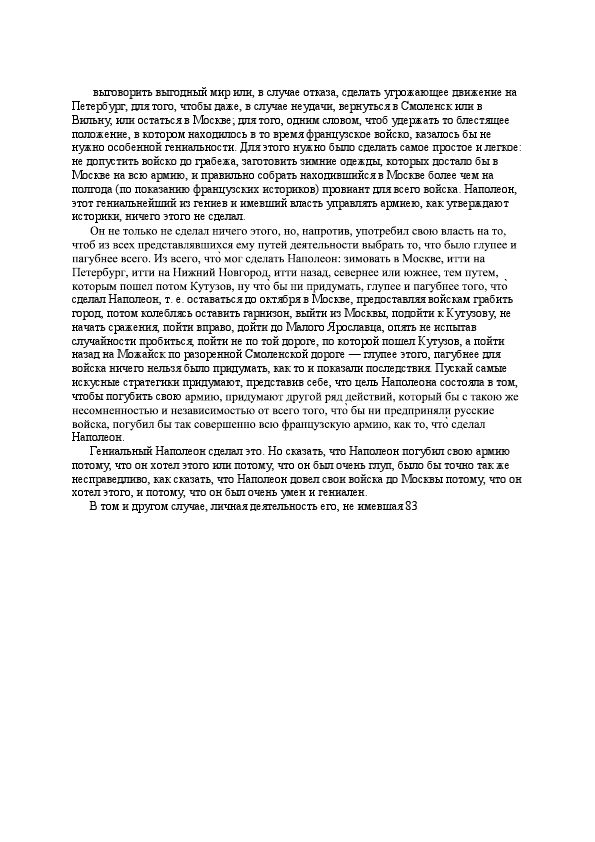 выговорить выгодный мир или, в случае отказа, сделать угрожающее движение на
Петербург, для того, чтобы даже, в случае неудачи, вернуться в Смоленск или в
Вильну, или остаться в Москве; для того, одним словом, чтоб удержать то блестящее
положение, в котором находилось в то время французское войско, казалось бы не
нужно особенной гениальности. Для этого нужно было сделать самое простое и легкое:
не допустить войско до грабежа, заготовить зимние одежды, которых достало бы в
Москве на всю армию, и правильно собрать находившийся в Москве более чем на
полгода (по показанию французских историков) провиант для всего войска. Наполеон,
этот гениальнейший из гениев и имевший власть управлять армиею, как утверждают
историки, ничего этого не сделал.
Он не только не сделал ничего этого, но, напротив, употребил свою власть на то,
чтоб из всех представлявшихся ему путей деятельности выбрать то, что было глупее и
пагубнее всего. Из всего, что̀ мог сделать Наполеон: зимовать в Москве, итти на
Петербург, итти на Нижний Новгород, итти назад, севернее или южнее, тем путем,
которым пошел потом Кутузов, ну что̀ бы ни придумать, глупее и пагубнее того, что̀
сделал Наполеон, т. е. оставаться до октября в Москве, предоставляя войскам грабить
город, потом колеблясь оставить гарнизон, выйти из Москвы, подойти к Кутузову, не
начать сражения, пойти вправо, дойти до Малого Ярославца, опять не испытав
случайности пробиться, пойти не по той дороге, по которой пошел Кутузов, а пойти
назад на Можайск по разоренной Смоленской дороге — глупее этого, пагубнее для
войска ничего нельзя было придумать, как то и показали последствия. Пускай самые
искусные стратегики придумают, представив себе, что цель Наполеона состояла в том,
чтобы погубить свою армию, придумают другой ряд действий, который бы с такою же
несомненностью и независимостью от всего того, что̀ бы ни предприняли русские
войска, погубил бы так совершенно всю французскую армию, как то, что̀ сделал
Наполеон.
Гениальный Наполеон сделал это. Но сказать, что Наполеон погубил свою армию
потому, что он хотел этого или потому, что он был очень глуп, было бы точно так же
несправедливо, как сказать, что Наполеон довел свои войска до Москвы потому, что он
хотел этого, и потому, что он был очень умен и гениален.
В том и другом случае, личная деятельность его, не имевшая 83